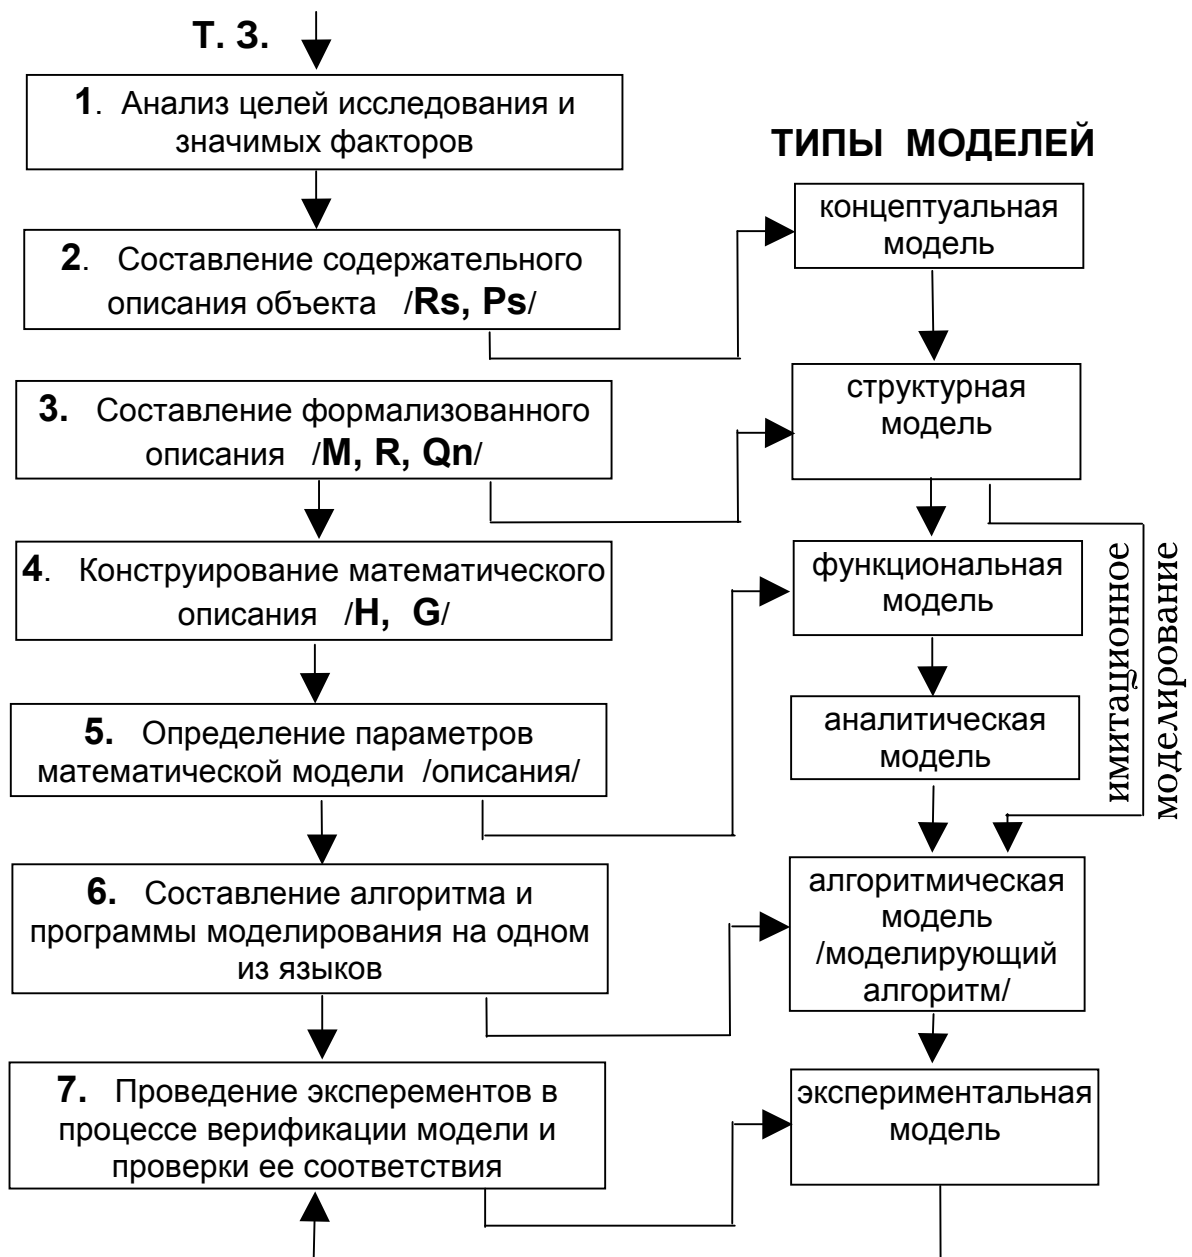 Т. З.
1. Анализ целей исследования и
значимых факторов
2. Составление содержательного
описания объекта /Rs, Ps/
3. Составление формализованного
описания /M, R, Qn/
4. Конструирование математического
описания /H, G/
5. Определение параметров
математической модели /описания/
6. Составление алгоритма и
программы моделирования на одном
из языков
7. Проведение эксперементов в
процессе верификации модели и
проверки ее соответствия
ТИПЫ МОДЕЛЕЙ
концептуальная
модель
структурная
модель
функциональная
модель
аналитическая
модель
алгоритмическая
модель
/моделирующий
алгоритм/
экспериментальная
модель
имитационное
моделирование